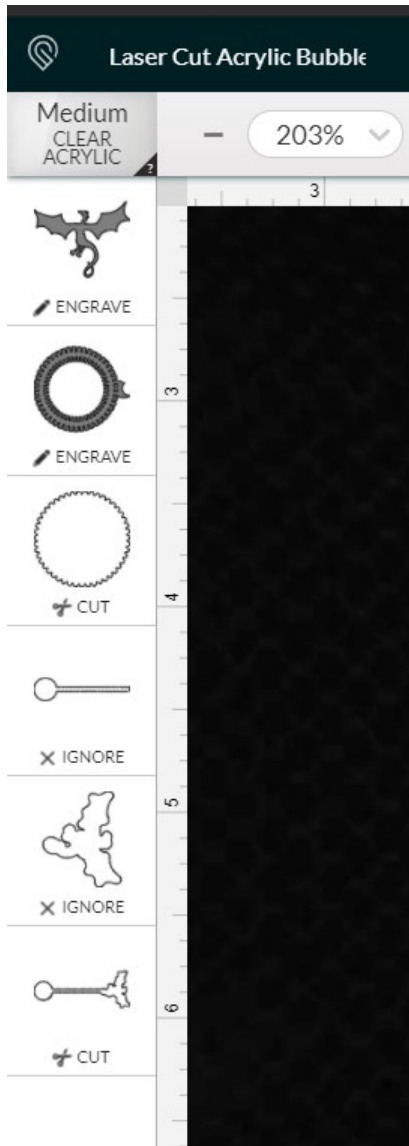 Laser Cut Acrylic Bubble
Medium
CLEAR
ACRYLIC
?
− 203%
3
ENGRAVE
3
ENGRAVE
4
CUT
IGNORE
5
IGNORE
6
CUT